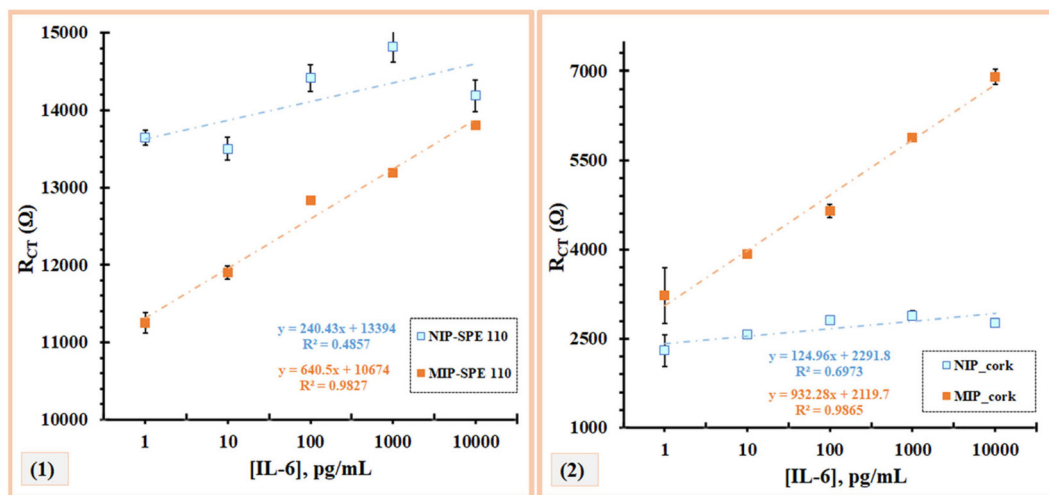 15000
14000
13000
12000
11000
10000
R_CT (Ω)
1
10
100
1000
10000
[IL-6], pg/mL
y = 240.43x + 13394
R² = 0.4857
y = 640.5x + 10674
R² = 0.9827
NIP-SPE 110
MIP-SPE 110
(1)
7000
5500
4000
2500
1000
R_CT (Ω)
1
10
100
1000
10000
[IL-6], pg/mL
y = 124.96x + 2291.8
R² = 0.6973
y = 932.28x + 2119.7
R² = 0.9865
NIP_cork
MIP_cork
(2)